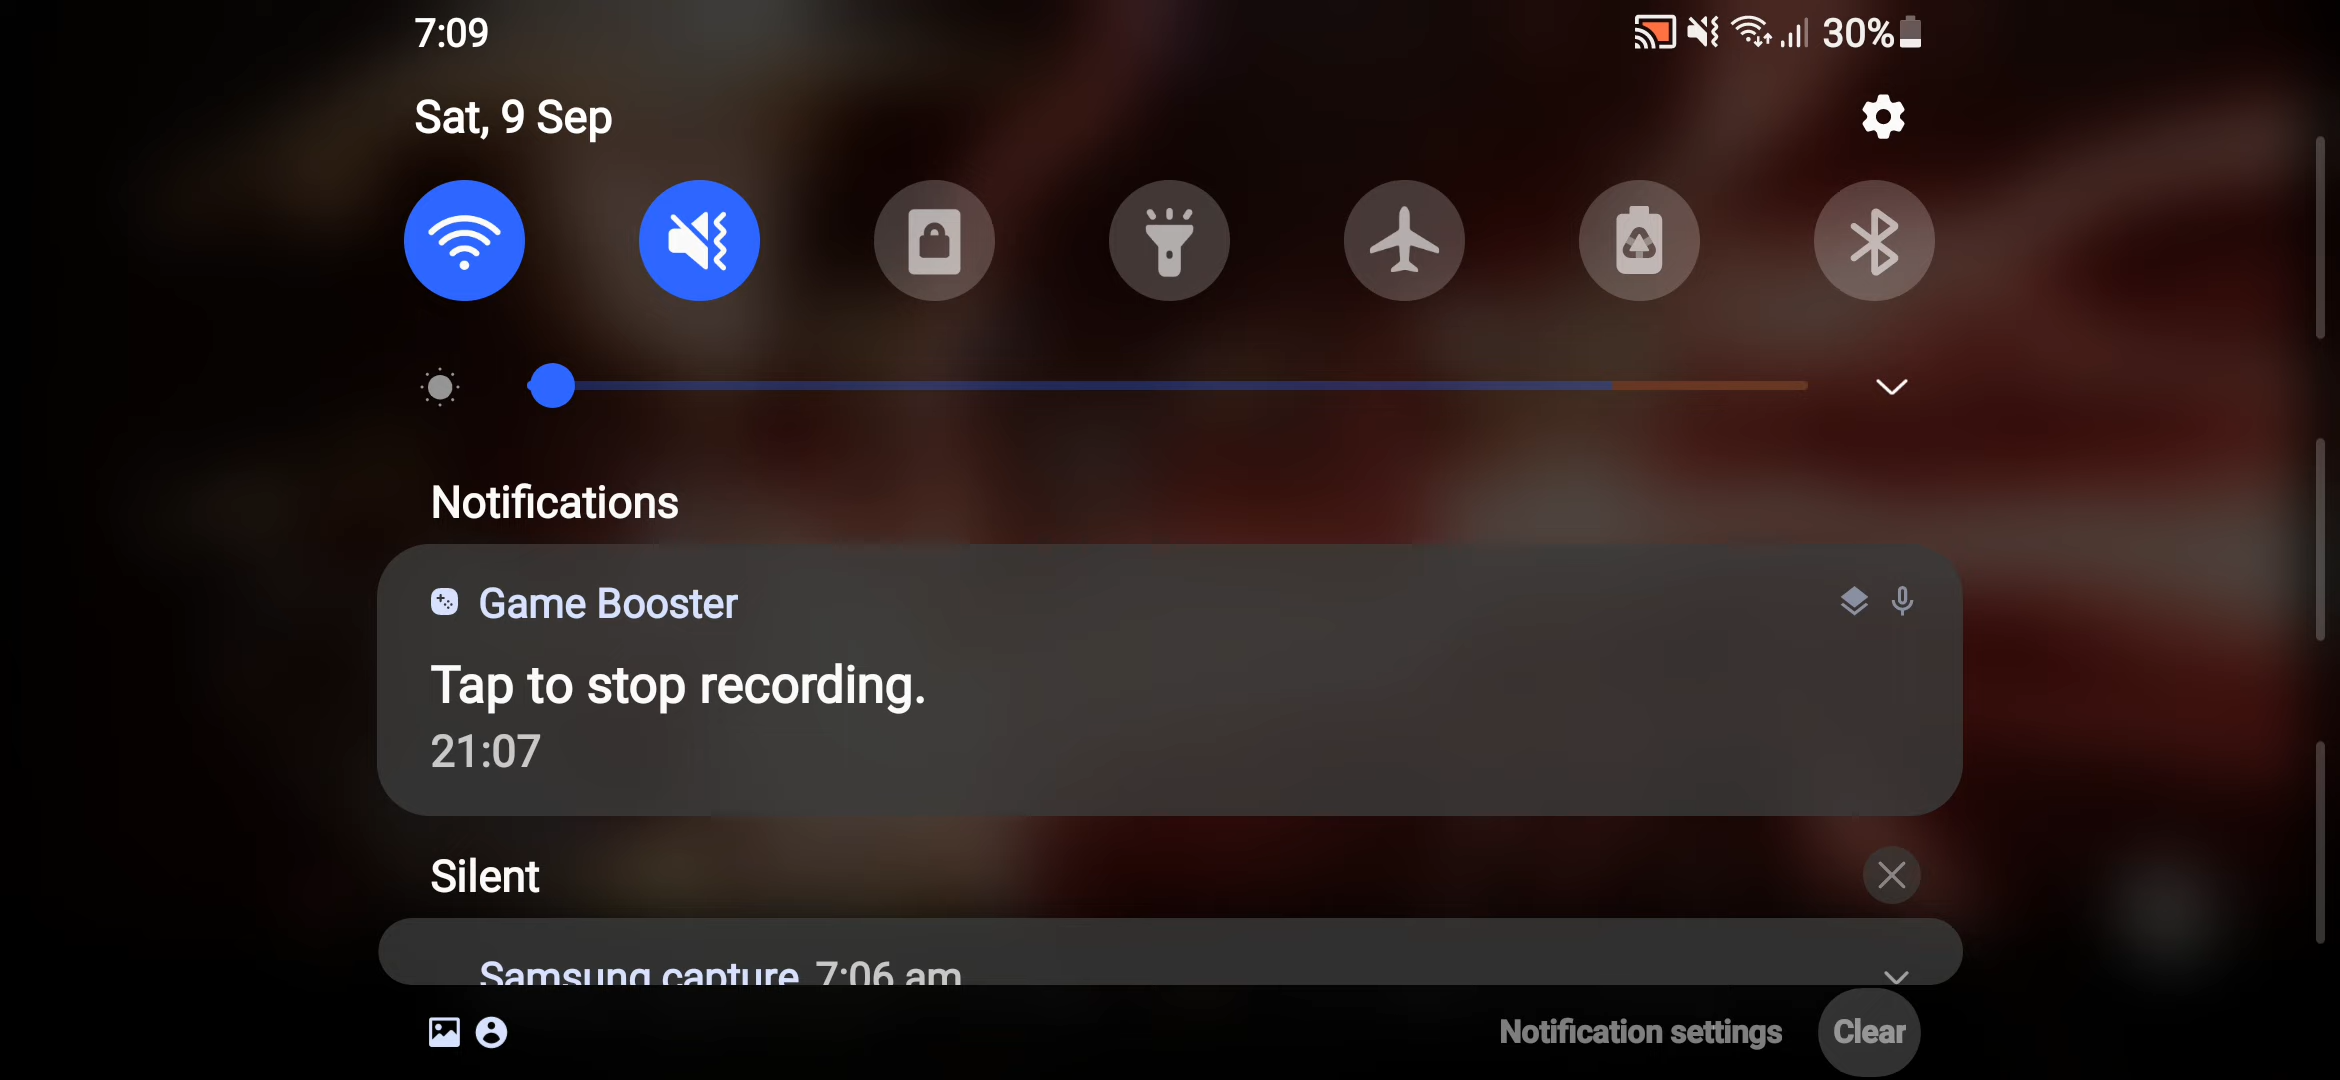 7:09
30%
Sat, 9 Sep
Notifications
Game Booster
Tap to stop recording.
21:07
Silent
Samsung capture 7:06 am
Notification settings
Clear